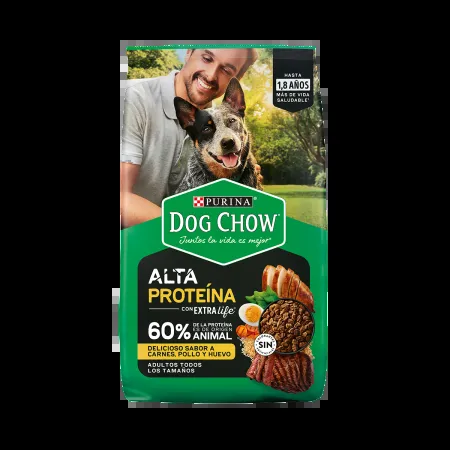 HASTA
1,8 AÑOS
MÁS DE VIDA
SALUDABLE*
PURINA
DOG CHOW
Juntos la vida es mejor
ALTA
PROTEÍNA
CON EXTRA life
60% DE LA PROTEÍNA
ES DE ORIGEN
ANIMAL
DELICIOSO SABOR A
CARNES, POLLO Y HUEVO
ADULTOS TODOS
LOS TAMAÑOS
SIN